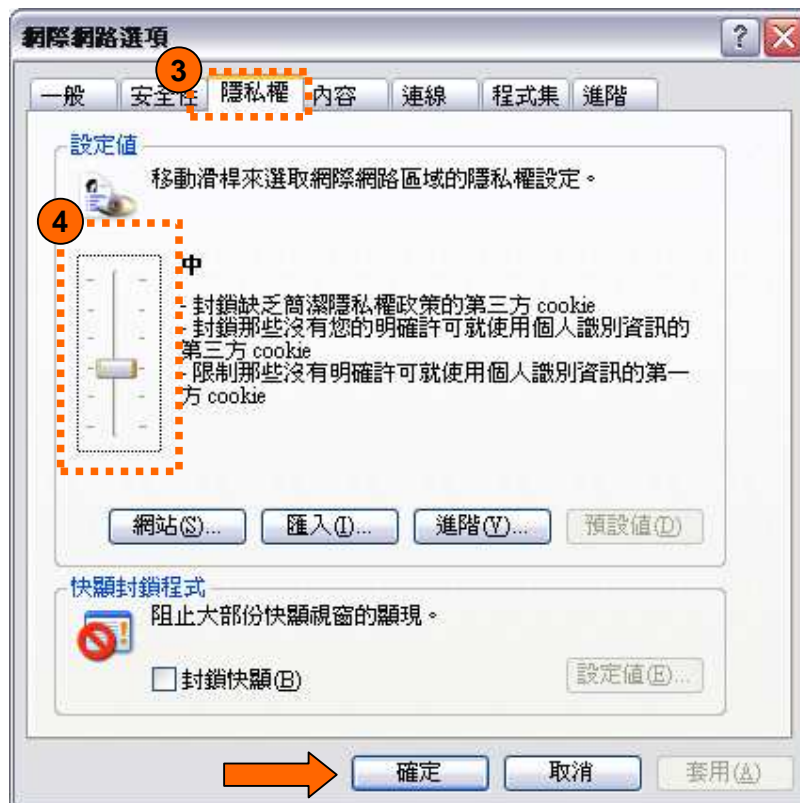 網際網路選項
3
一般 安全性 隱私權 內容 連線 程式集 進階
設定值
移動滑桿來選取網際網路區域的隱私權設定。
4
中
- 封鎖缺乏簡潔隱私權政策的第三方 cookie
- 封鎖那些沒有您的明確許可就使用個人識別資訊的
第三方 cookie
- 限制那些沒有明確許可就使用個人識別資訊的第一
方 cookie
網站(S)... 匯入(I)... 進階(V)... 預設值(D)
快顯封鎖程式
阻止大部份快顯視窗的顯現。
封鎖快顯(B) 設定值(E)...
確定 取消 套用(A)